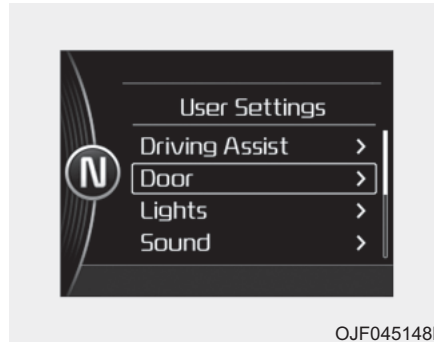 User Settings
Driving Assist >
N
Door >
Lights >
Sound >
OJF045148